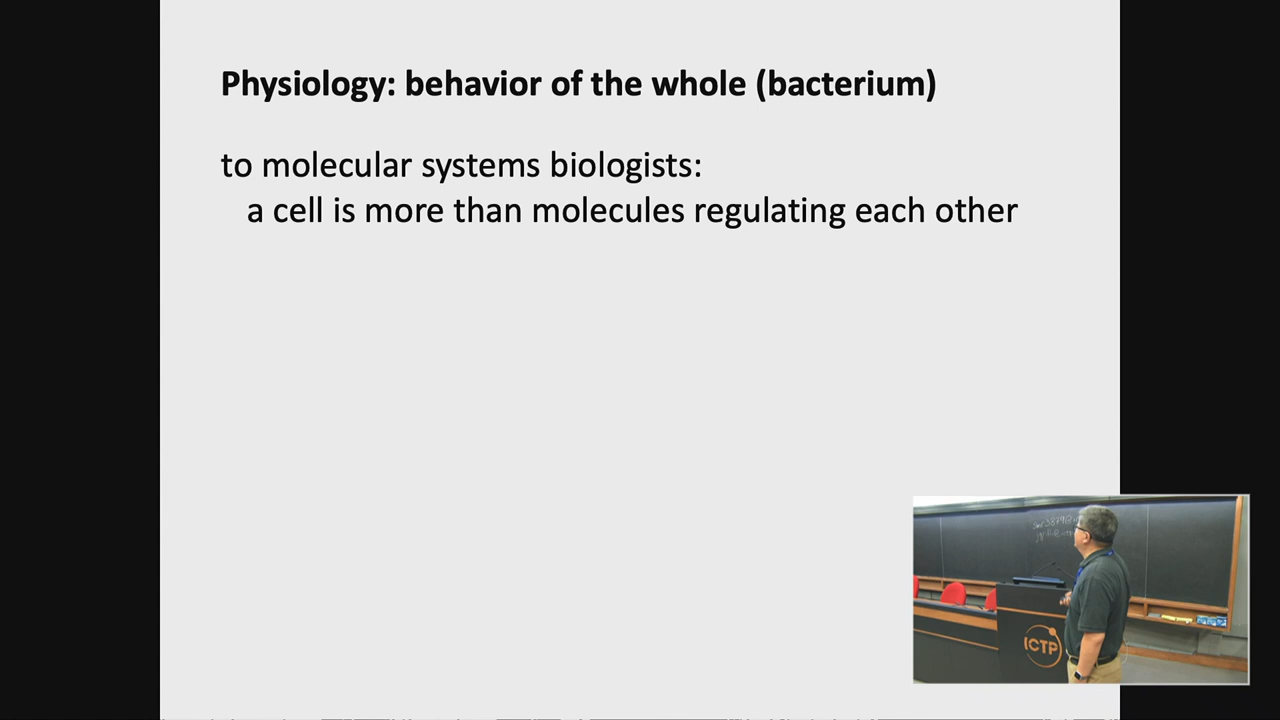 Physiology: behavior of the whole (bacterium)
to molecular systems biologists:
a cell is more than molecules regulating each other
ICTP